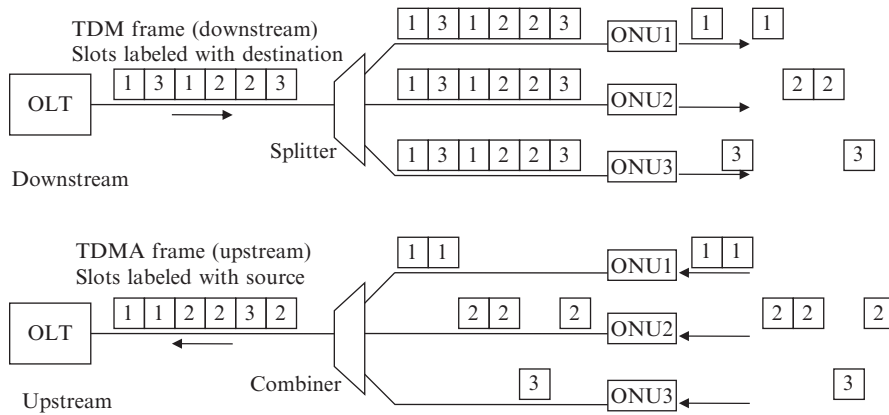 TDM frame (downstream)
Slots labeled with destination
1 3 1 2 2 3
1 3 1 2 2 3
ONU1
1
1
OLT
1 3 1 2 2 3
ONU2
2 2
Splitter
1 3 1 2 2 3
ONU3
3
3
Downstream
TDMA frame (upstream)
Slots labeled with source
1 1
ONU1
1 1
OLT
1 1 2 2 3 2
2 2
2
ONU2
2 2
2
Combiner
3
ONU3
3
Upstream